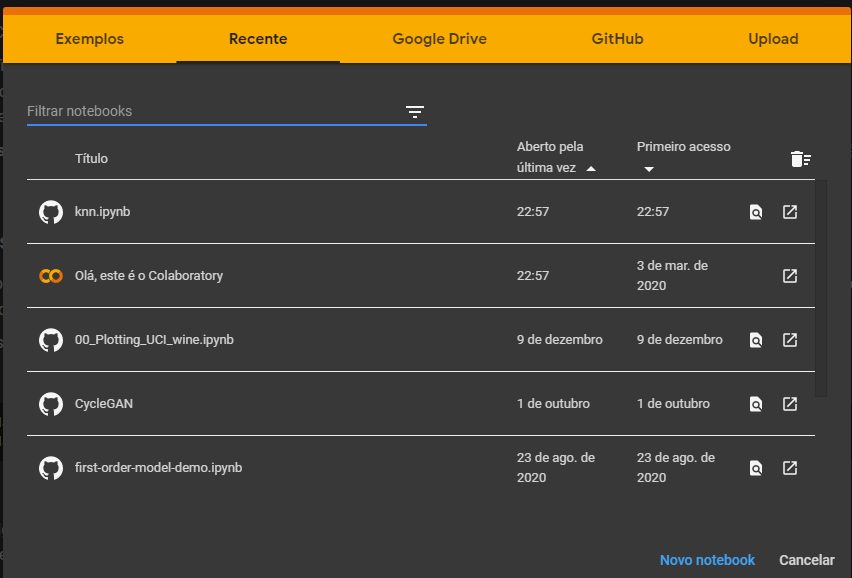 Exemplos Recente Google Drive GitHub Upload
Filtrar notebooks
Título
Aberto pela
última vez
Primeiro acesso
knn.ipynb 22:57 22:57
Olá, este é o Colaboratory 22:57 3 de mar. de
2020
00_Plotting_UCI_wine.ipynb 9 de dezembro 9 de dezembro
CycleGAN 1 de outubro 1 de outubro
first-order-model-demo.ipynb 23 de ago. de 23 de ago. de
2020 2020
Novo notebook Cancelar